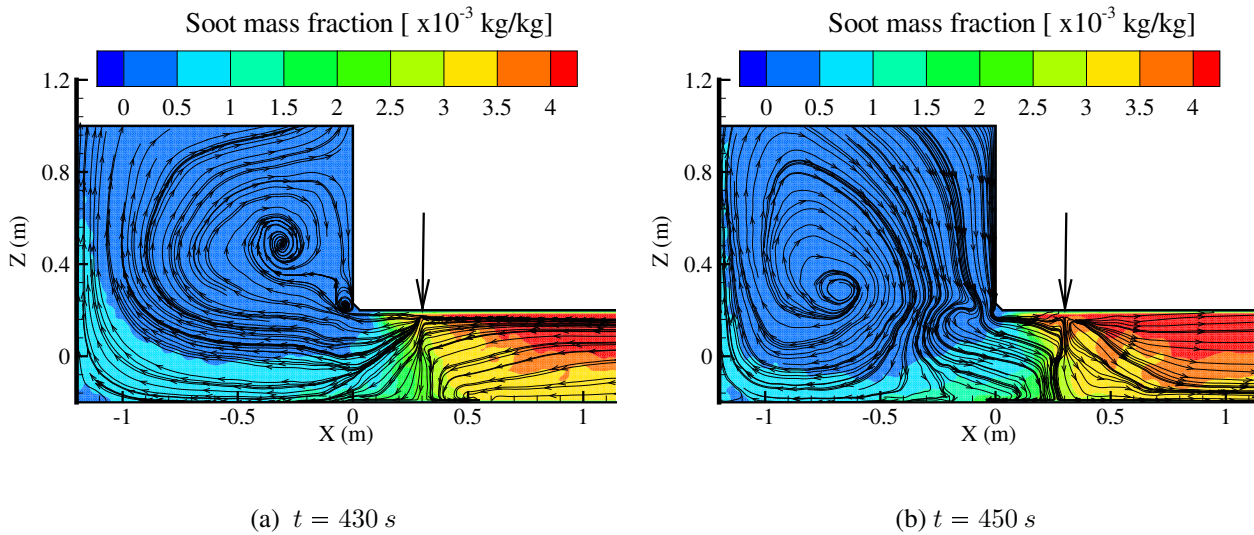 Soot mass fraction [ x10-3 kg/kg]
0 0.5 1 1.5 2 2.5 3 3.5 4
1.2
0.8
0.4
0
Z (m)
-1 -0.5 0 0.5 1
X (m)
(a) t = 430 s
Soot mass fraction [ x10-3 kg/kg]
0 0.5 1 1.5 2 2.5 3 3.5 4
1.2
0.8
0.4
0
Z (m)
-1 -0.5 0 0.5 1
X (m)
(b) t = 450 s